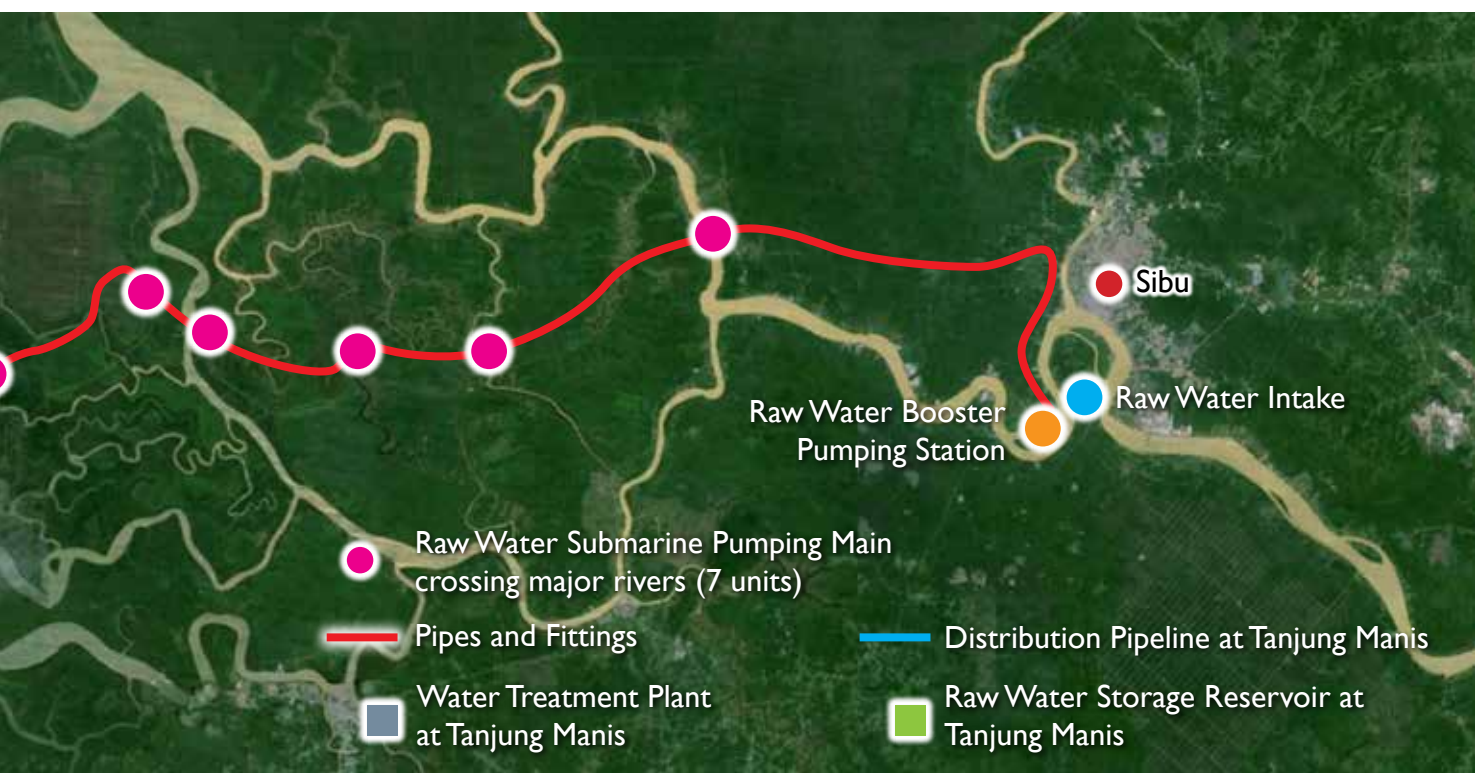 Sibu
Raw Water Intake
Raw Water Booster
Pumping Station
Raw Water Submarine Pumping Main
crossing major rivers (7 units)
Pipes and Fittings
Distribution Pipeline at Tanjung Manis
Water Treatment Plant
at Tanjung Manis
Raw Water Storage Reservoir at
Tanjung Manis